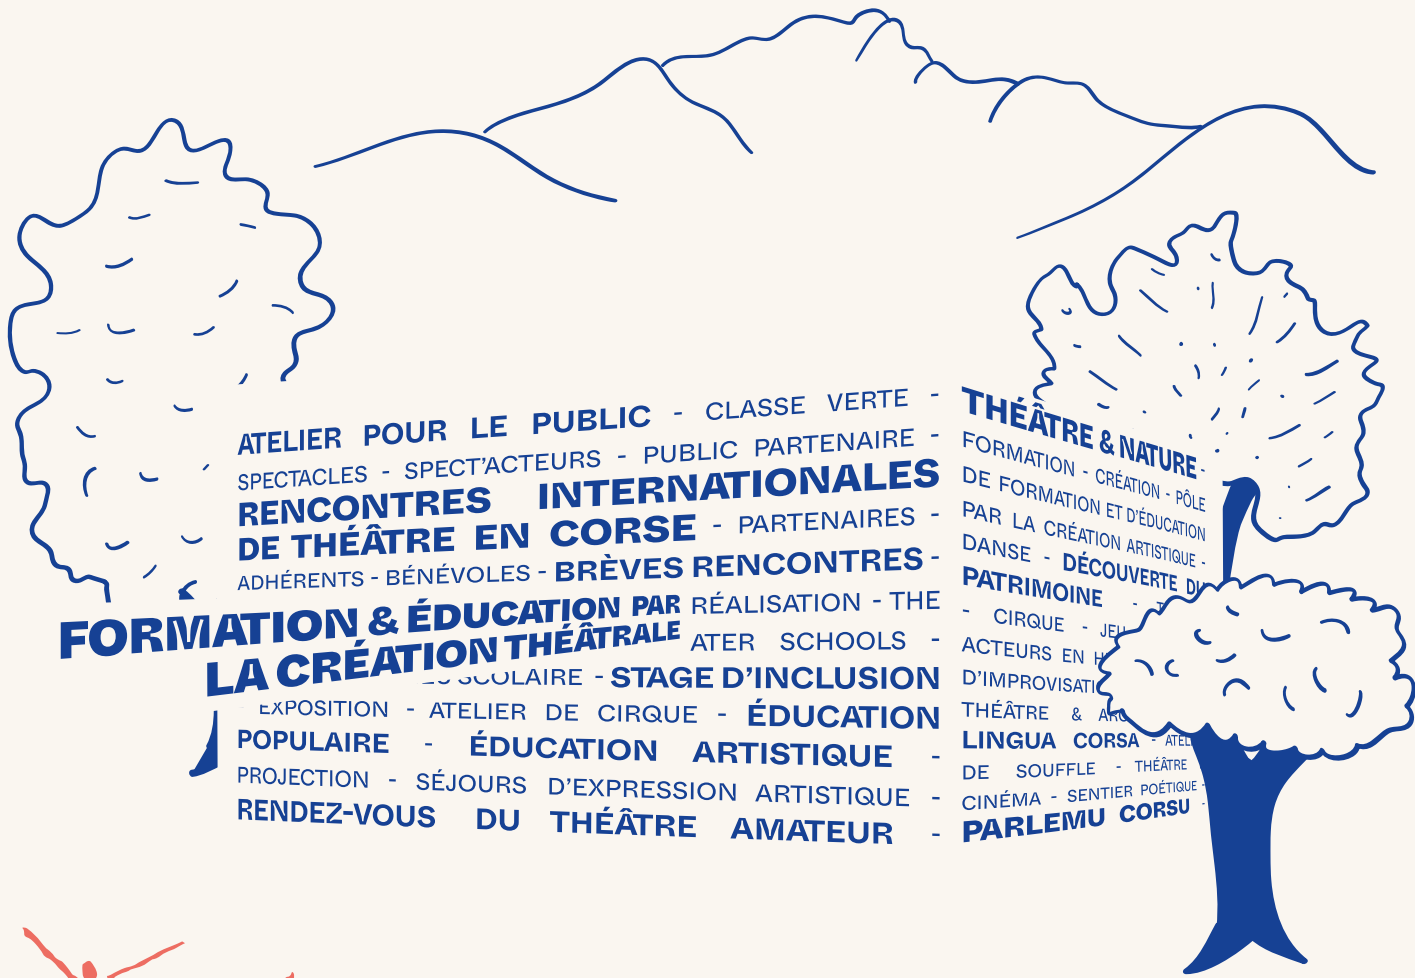 ATELIER POUR LE PUBLIC - CLASSE VERTE -
SPECTACLES - SPECT'ACTEURS - PUBLIC PARTENAIRE -
RENCONTRES INTERNATIONALES
DE THÉÂTRE EN CORSE - PARTENAIRES -
ADHÉRENTS - BÉNÉVOLES - BRÈVES RENCONTRES -
FORMATION & ÉDUCATION PAR
LA CRÉATION THÉÂTRALE
RÉALISATION - THE
ATER SCHOOLS -
SCOLAIRE - STAGE D'INCLUSION
EXPOSITION - ATELIER DE CIRQUE - ÉDUCATION
POPULAIRE - ÉDUCATION ARTISTIQUE -
PROJECTION - SÉJOURS D'EXPRESSION ARTISTIQUE -
RENDEZ-VOUS DU THÉÂTRE AMATEUR -
THÉÂTRE & NATURE -
FORMATION - CRÉATION - PÔLE
DE FORMATION ET D'ÉDUCATION
PAR LA CRÉATION ARTISTIQUE -
DANSE - DÉCOUVERTE DU
PATRIMOINE -
- CIRQUE - JEU
ACTEURS EN
D'IMPROVISATI
THÉÂTRE &
LINGUA CORSA -
DE SOUFFLE - THÉÂTRE
CINÉMA - SENTIER POÉTIQUE -
PARLEMU CORSU -